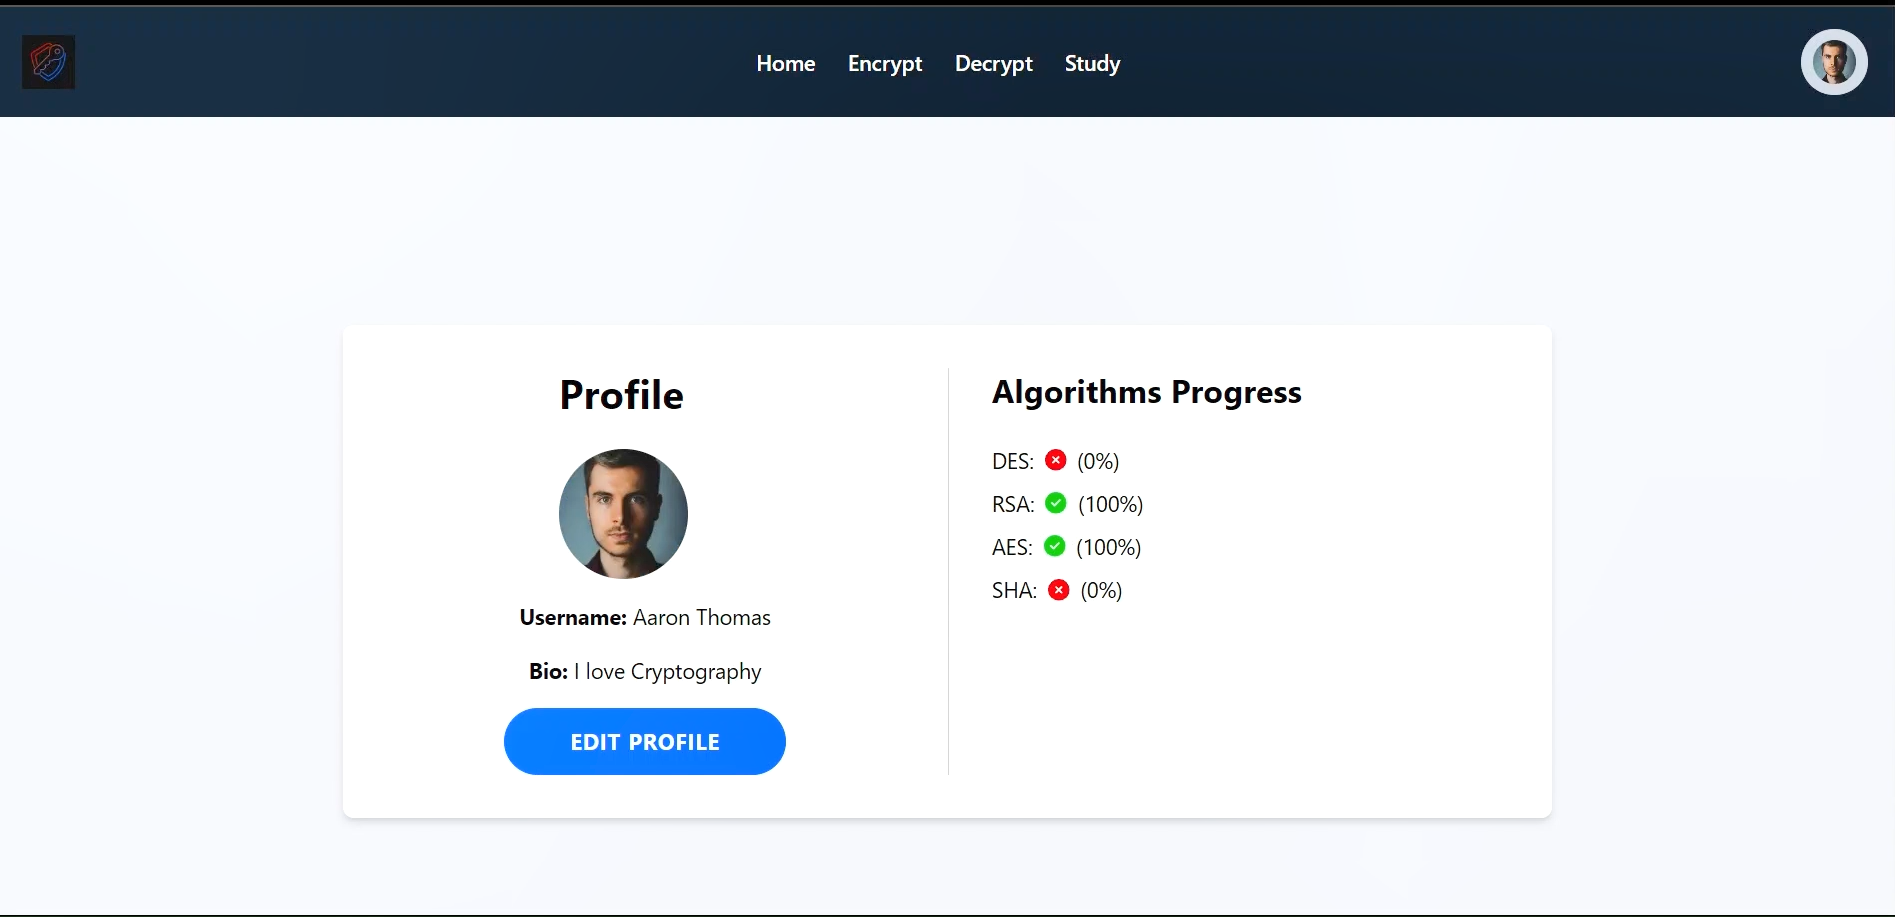 Home Encrypt Decrypt Study
Profile
Username: Aaron Thomas
Bio: I love Cryptography
EDIT PROFILE
Algorithms Progress
DES: (0%)
RSA: (100%)
AES: (100%)
SHA: (0%)